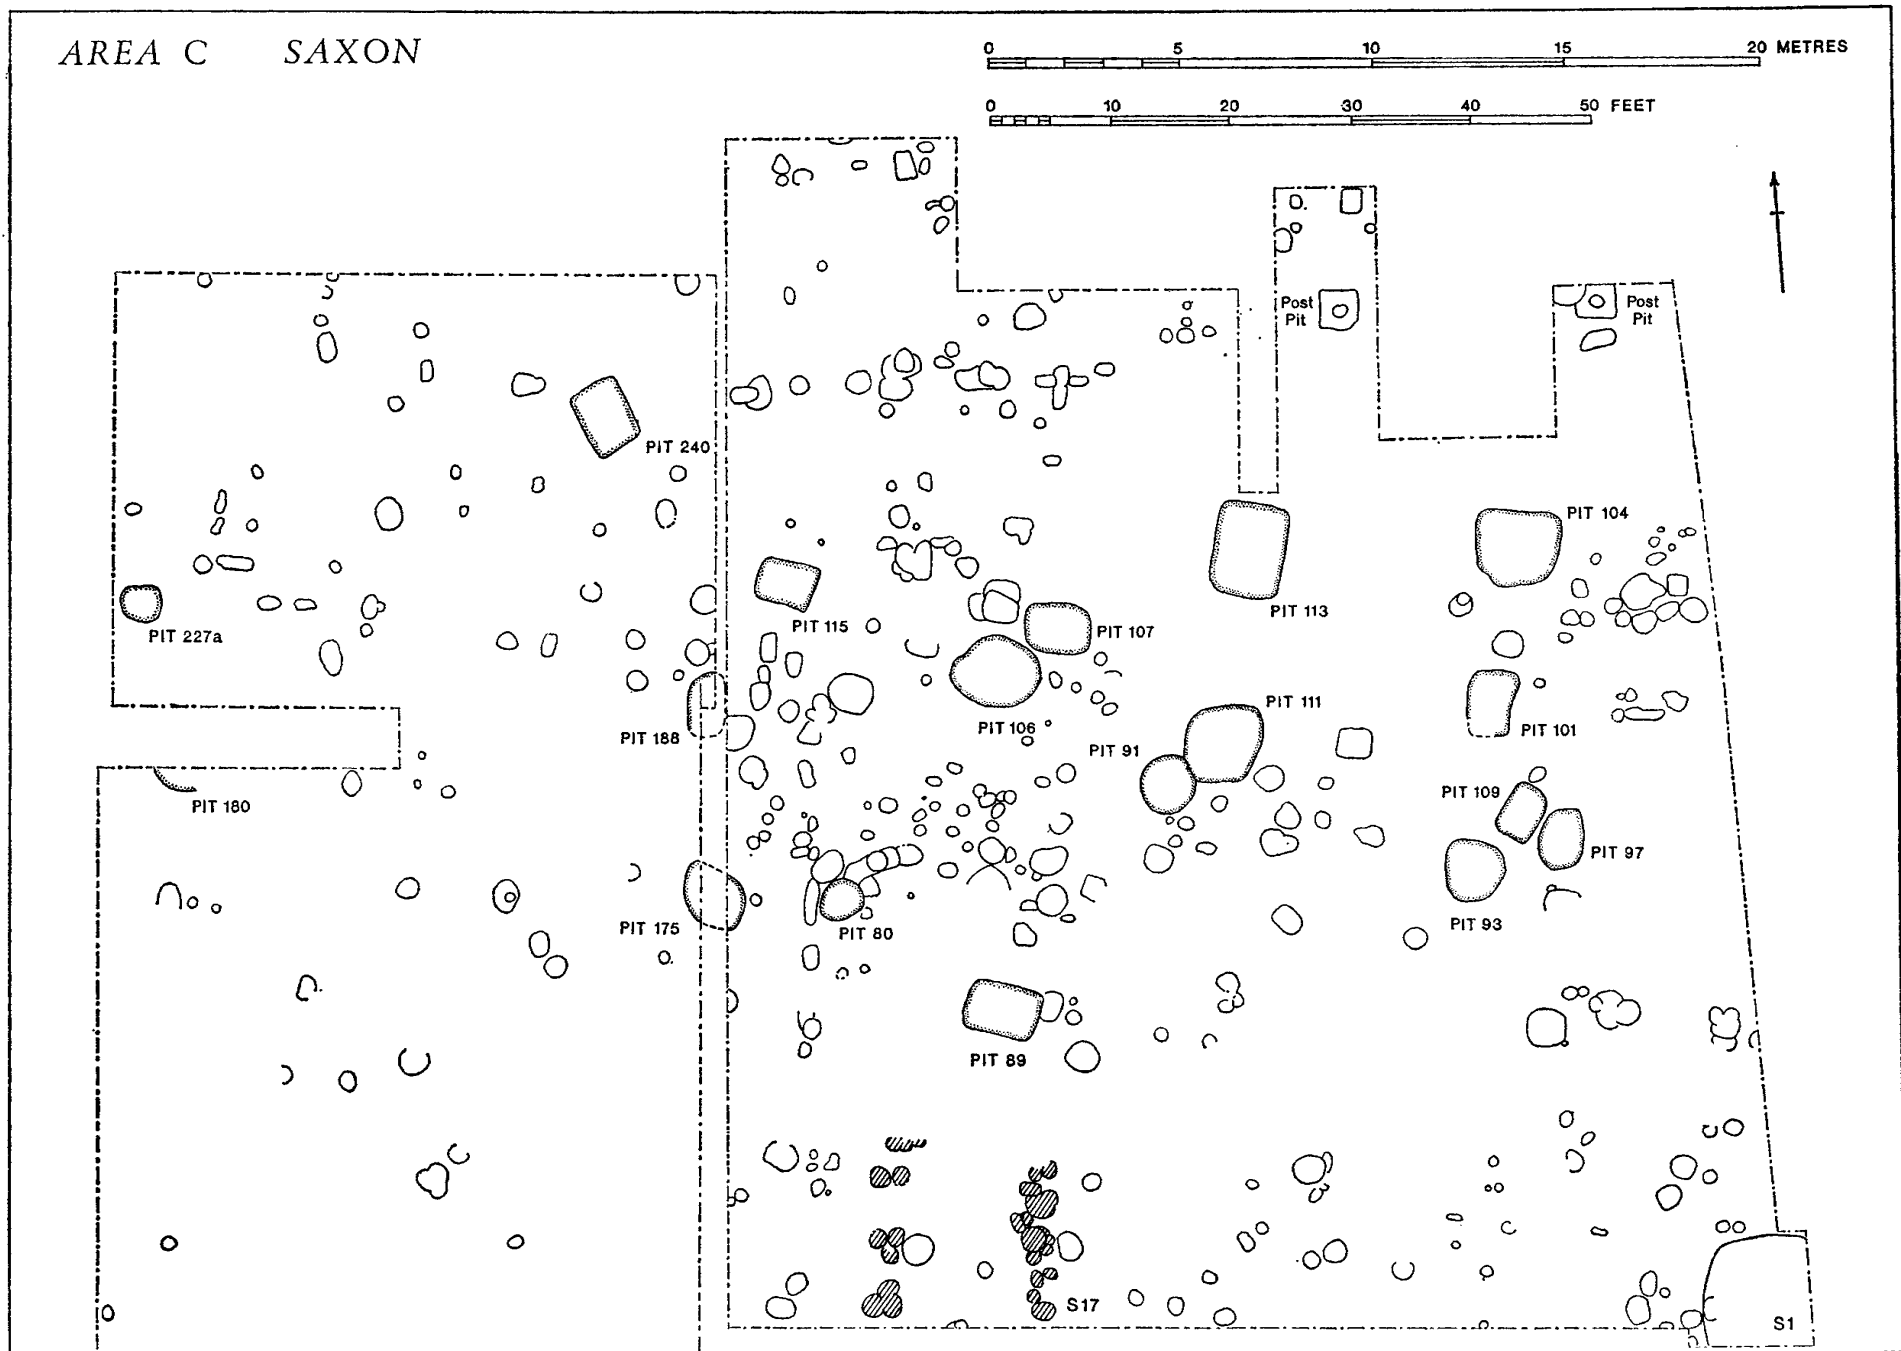 AREA C SAXON
0 5 10 15 20 METRES
0 10 20 30 40 50 FEET
Post
Pit
Post
Pit
PIT 240
PIT 104
PIT 113
PIT 227a
PIT 115
PIT 107
PIT 106
PIT 111
PIT 188
PIT 91
PIT 101
PIT 180
PIT 109
PIT 97
PIT 175
PIT 80
PIT 93
PIT 89
S17
S1